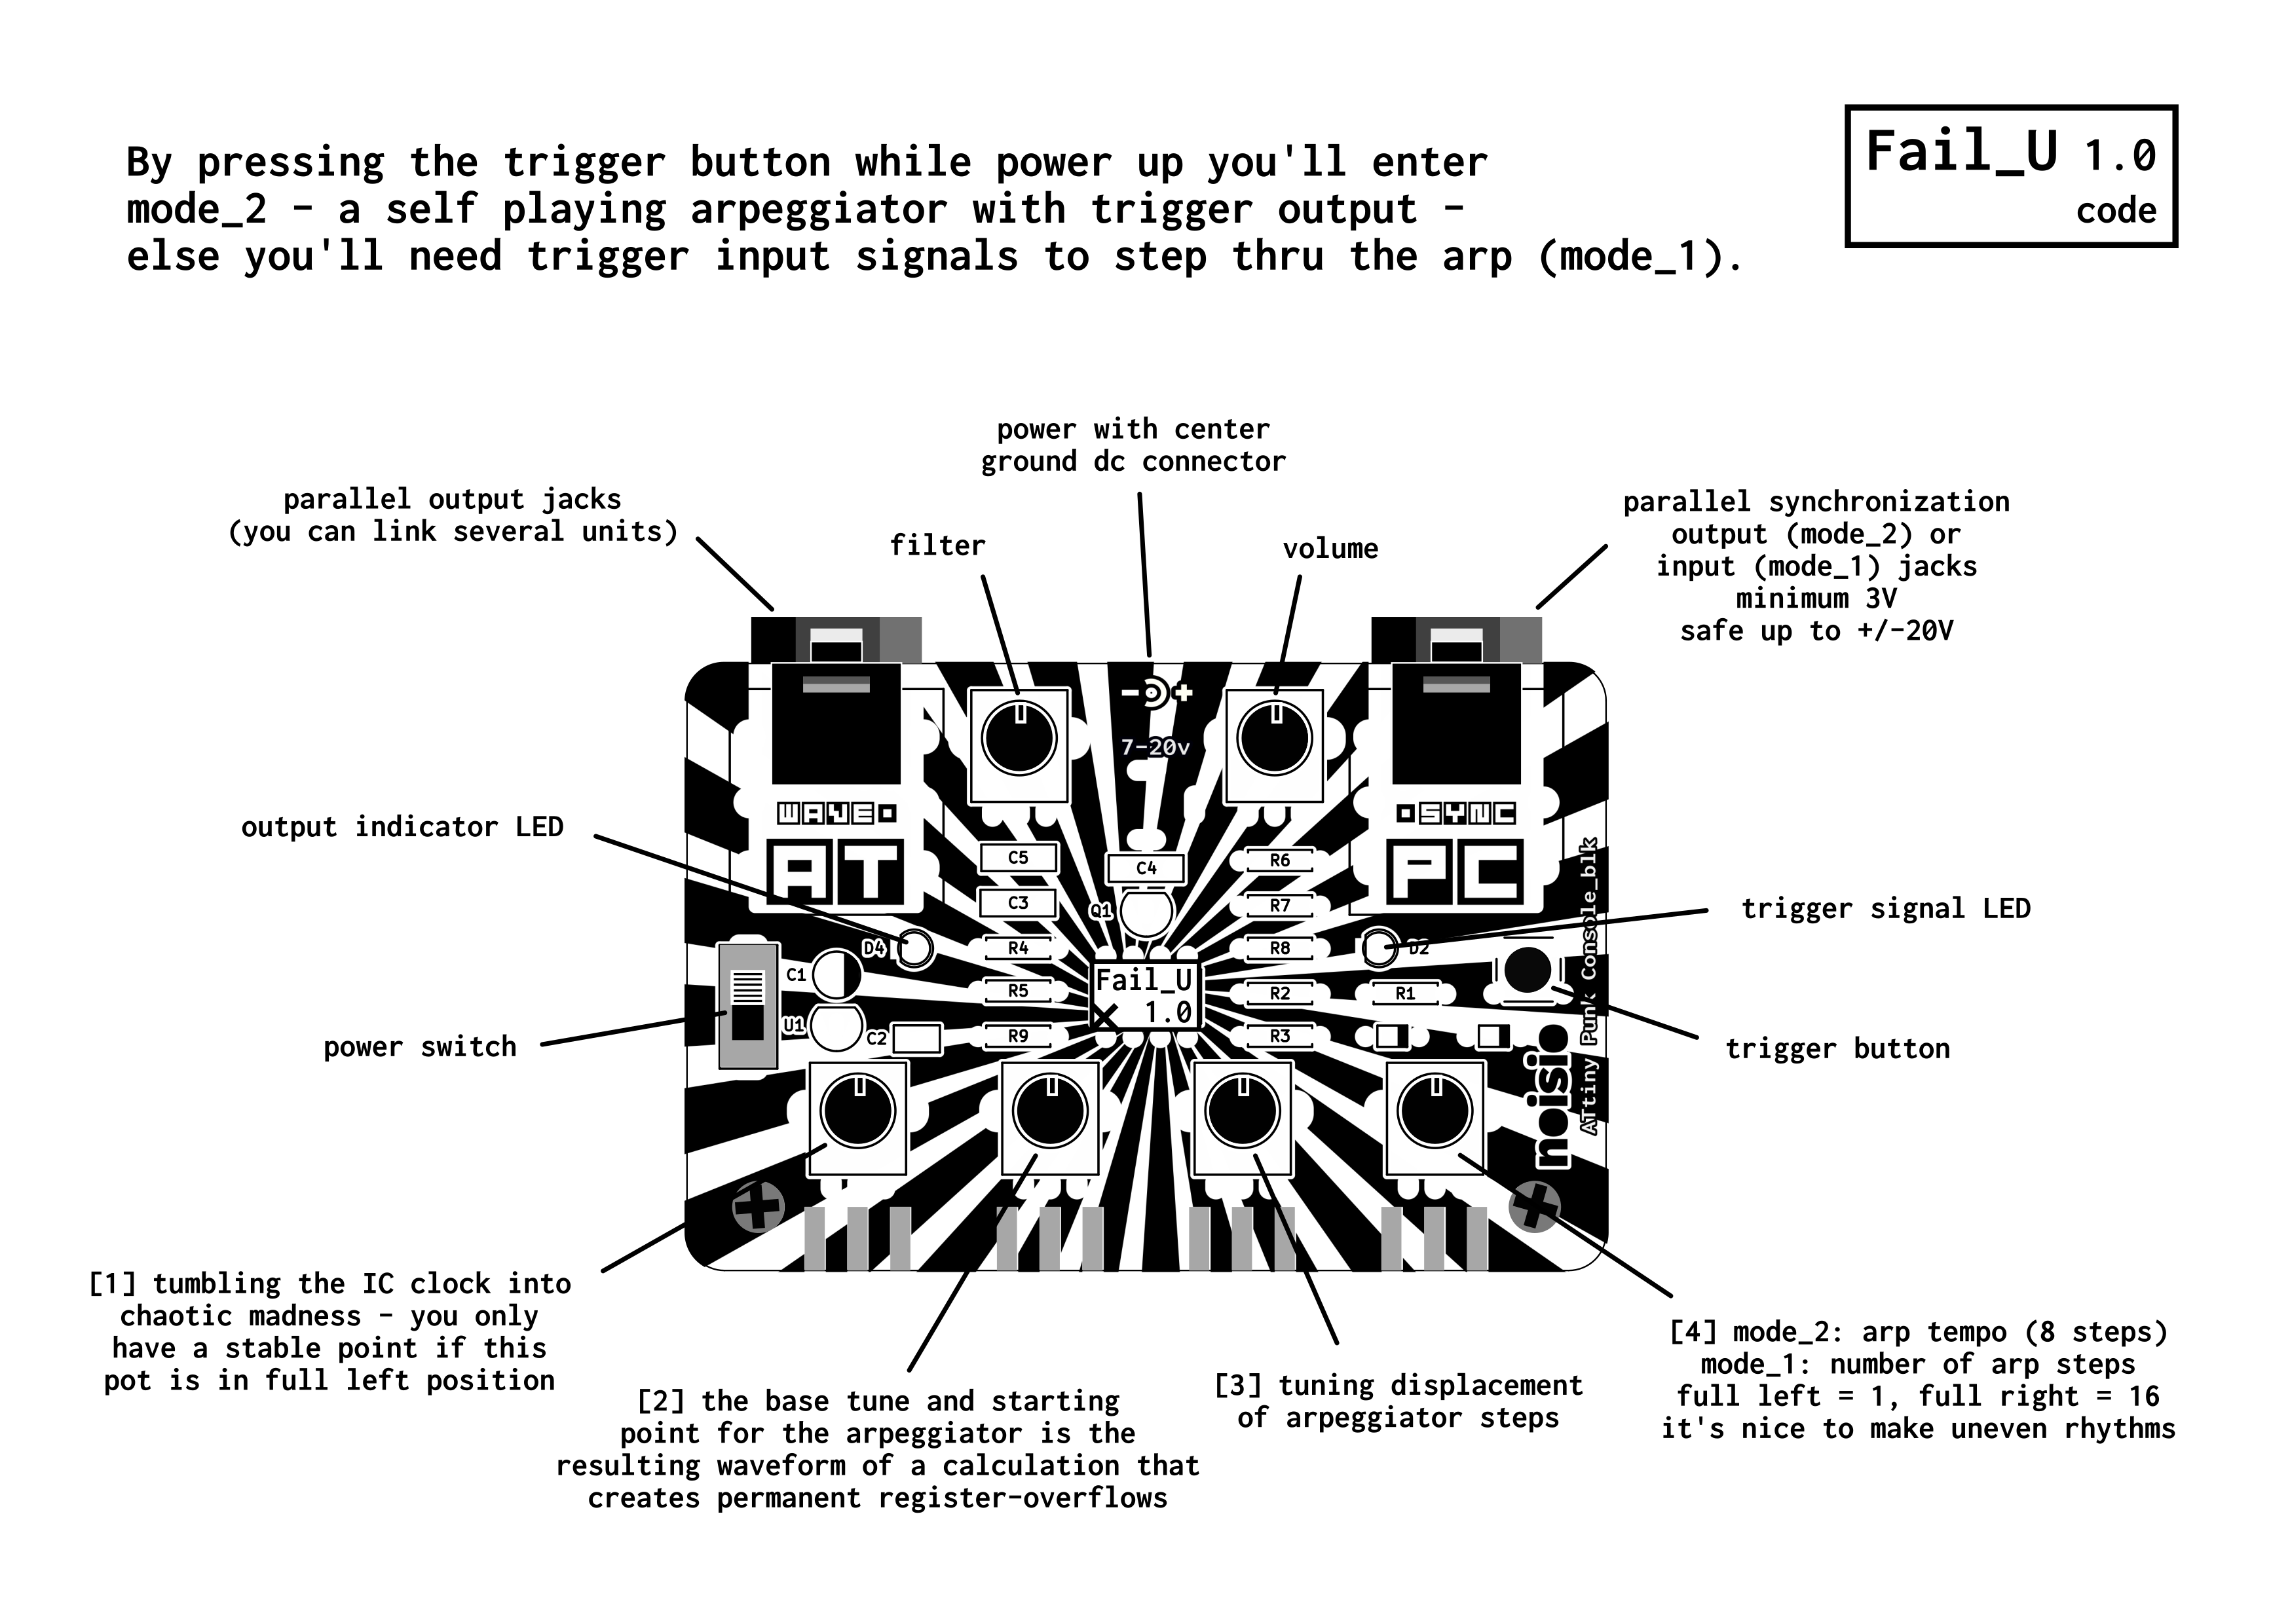 By pressing the trigger button while power up you'll enter
mode_2 – a self playing arpeggiator with trigger output –
else you'll need trigger input signals to step thru the arp (mode_1).
Fail_U 1.0
code
power with center
ground dc connector
parallel output jacks
(you can link several units)
filter
volume
parallel synchronization
output (mode_2) or
input (mode_1) jacks
minimum 3V
safe up to +/-20V
- +
7-20v
WAVE
SYNC
AT
PC
output indicator LED
C5
C4
R6
C3
Q1
R7
trigger signal LED
D4
R4
R8
D2
C1
R5
Fail_U
1.0
R2
R1
U1
C2
R9
R3
power switch
trigger button
noisio
ATtiny Punk Console_blk
[1] tumbling the IC clock into
chaotic madness – you only
have a stable point if this
pot is in full left position
[2] the base tune and starting
point for the arpeggiator is the
resulting waveform of a calculation that
creates permanent register-overflows
[3] tuning displacement
of arpeggiator steps
[4] mode_2: arp tempo (8 steps)
mode_1: number of arp steps
full left = 1, full right = 16
it's nice to make uneven rhythms